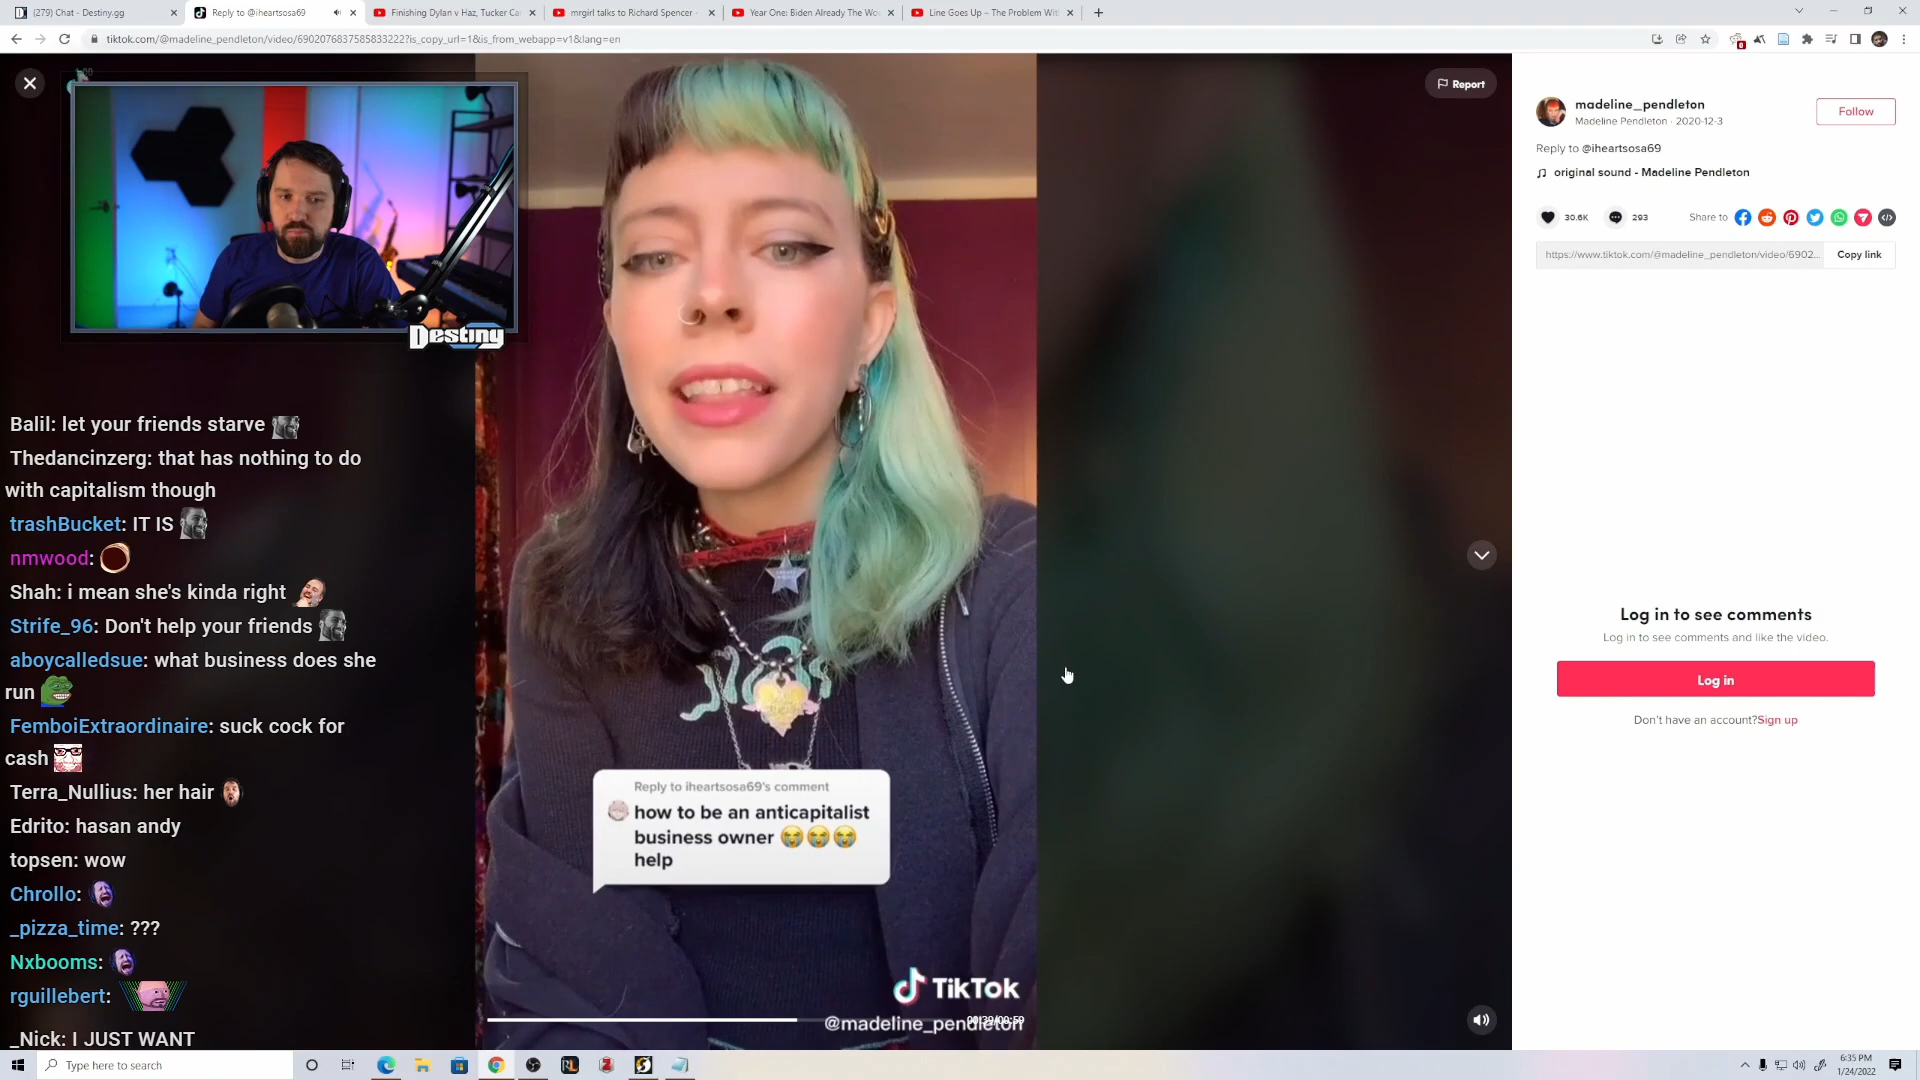 (279) Chat - Destiny.gg
Reply to @iheartsosa69
Finishing Dylan v Haz, Tucker Ca
mrgirl talks to Richard Spencer -
Year One: Biden Already The Wo
Line Goes Up – The Problem Wit
tiktok.com/@madeline_pendleton/video/6902076837585833222?is_copy_url=1&is_from_webapp=v1&lang=en
Report
Destiny
madeline_pendleton
Madeline Pendleton · 2020-12-3
Follow
Reply to @iheartsosa69
original sound - Madeline Pendleton
30.6K
293
Share to
https://www.tiktok.com/@madeline_pendleton/video/6902...
Copy link
Balil: let your friends starve
Thedancinzerg: that has nothing to do
with capitalism though
trashBucket: IT IS
nmwood:
Shah: i mean she's kinda right
Strife_96: Don't help your friends
aboycalledsue: what business does she
run
FemboiExtraordinaire: suck cock for
cash
Terra_Nullius: her hair
Edrito: hasan andy
topsen: wow
Chrollo:
_pizza_time: ???
Nxbooms:
rguillebert:
_Nick: I JUST WANT
Reply to iheartsosa69's comment
how to be an anticapitalist
business owner 😭😭😭
help
TikTok
@madeline_pendleton
00:39/00:59
Log in to see comments
Log in to see comments and like the video.
Log in
Don't have an account?Sign up
Type here to search
6:35 PM
1/24/2022